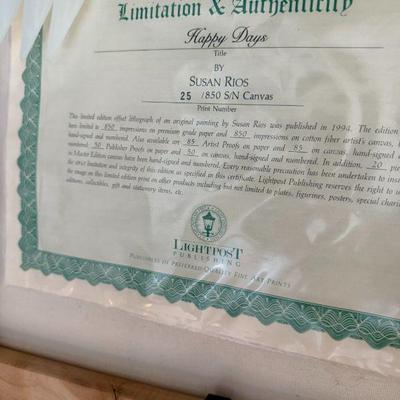 Limitation & Authenticity
Happy Days
Title
BY
SUSAN RIOS
25 /850 S/N Canvas
Print Number
This limited edition offset lithograph of an original painting by Susan Rios was published in 1994. The edition
been limited to 850 impressions on premium grade paper and 850 impressions on cotton fiber artist's canvas,
hand-signed and numbered. Also available are 85 Artist Proofs on paper and 85 on canvas, hand-signed
numbered, 50 Publisher Proofs on paper and 50 on canvas, hand-signed and numbered. In addition, 20
in Master Edition canvas have been hand-signed and numbered. Every reasonable precaution has been undertaken to
the strict limitation and integrity of this edition as specified in this certificate. Lightpost Publishing reserves the right to
the image on this limited edition print on other products including but not limited to plates, figurines, posters, special
editions, collectibles, gift and stationery items, etc.
LIGHTPOST
PUBLISHING
PUBLISHERS OF PREFERRED QUALITY FINE ART PRINTS